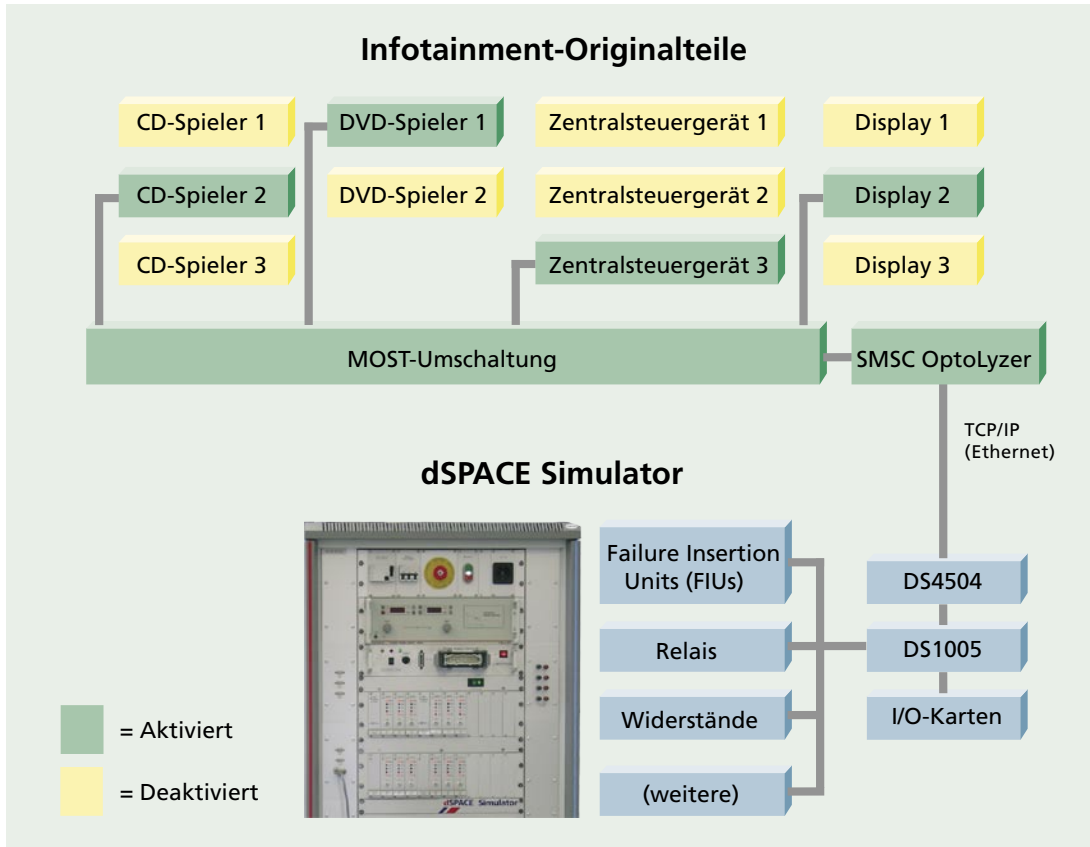 Infotainment-Originalteile
CD-Spieler 1
DVD-Spieler 1
Zentralsteuergerät 1
Display 1
CD-Spieler 2
DVD-Spieler 2
Zentralsteuergerät 2
Display 2
CD-Spieler 3
Zentralsteuergerät 3
Display 3
MOST-Umschaltung
SMSC OptoLyzer
TCP/IP
(Ethernet)
dSPACE Simulator
Failure Insertion
Units (FIUs)
DS4504
Relais
DS1005
Widerstände
I/O-Karten
(weitere)
= Aktiviert
= Deaktiviert
dSPACE Simulator